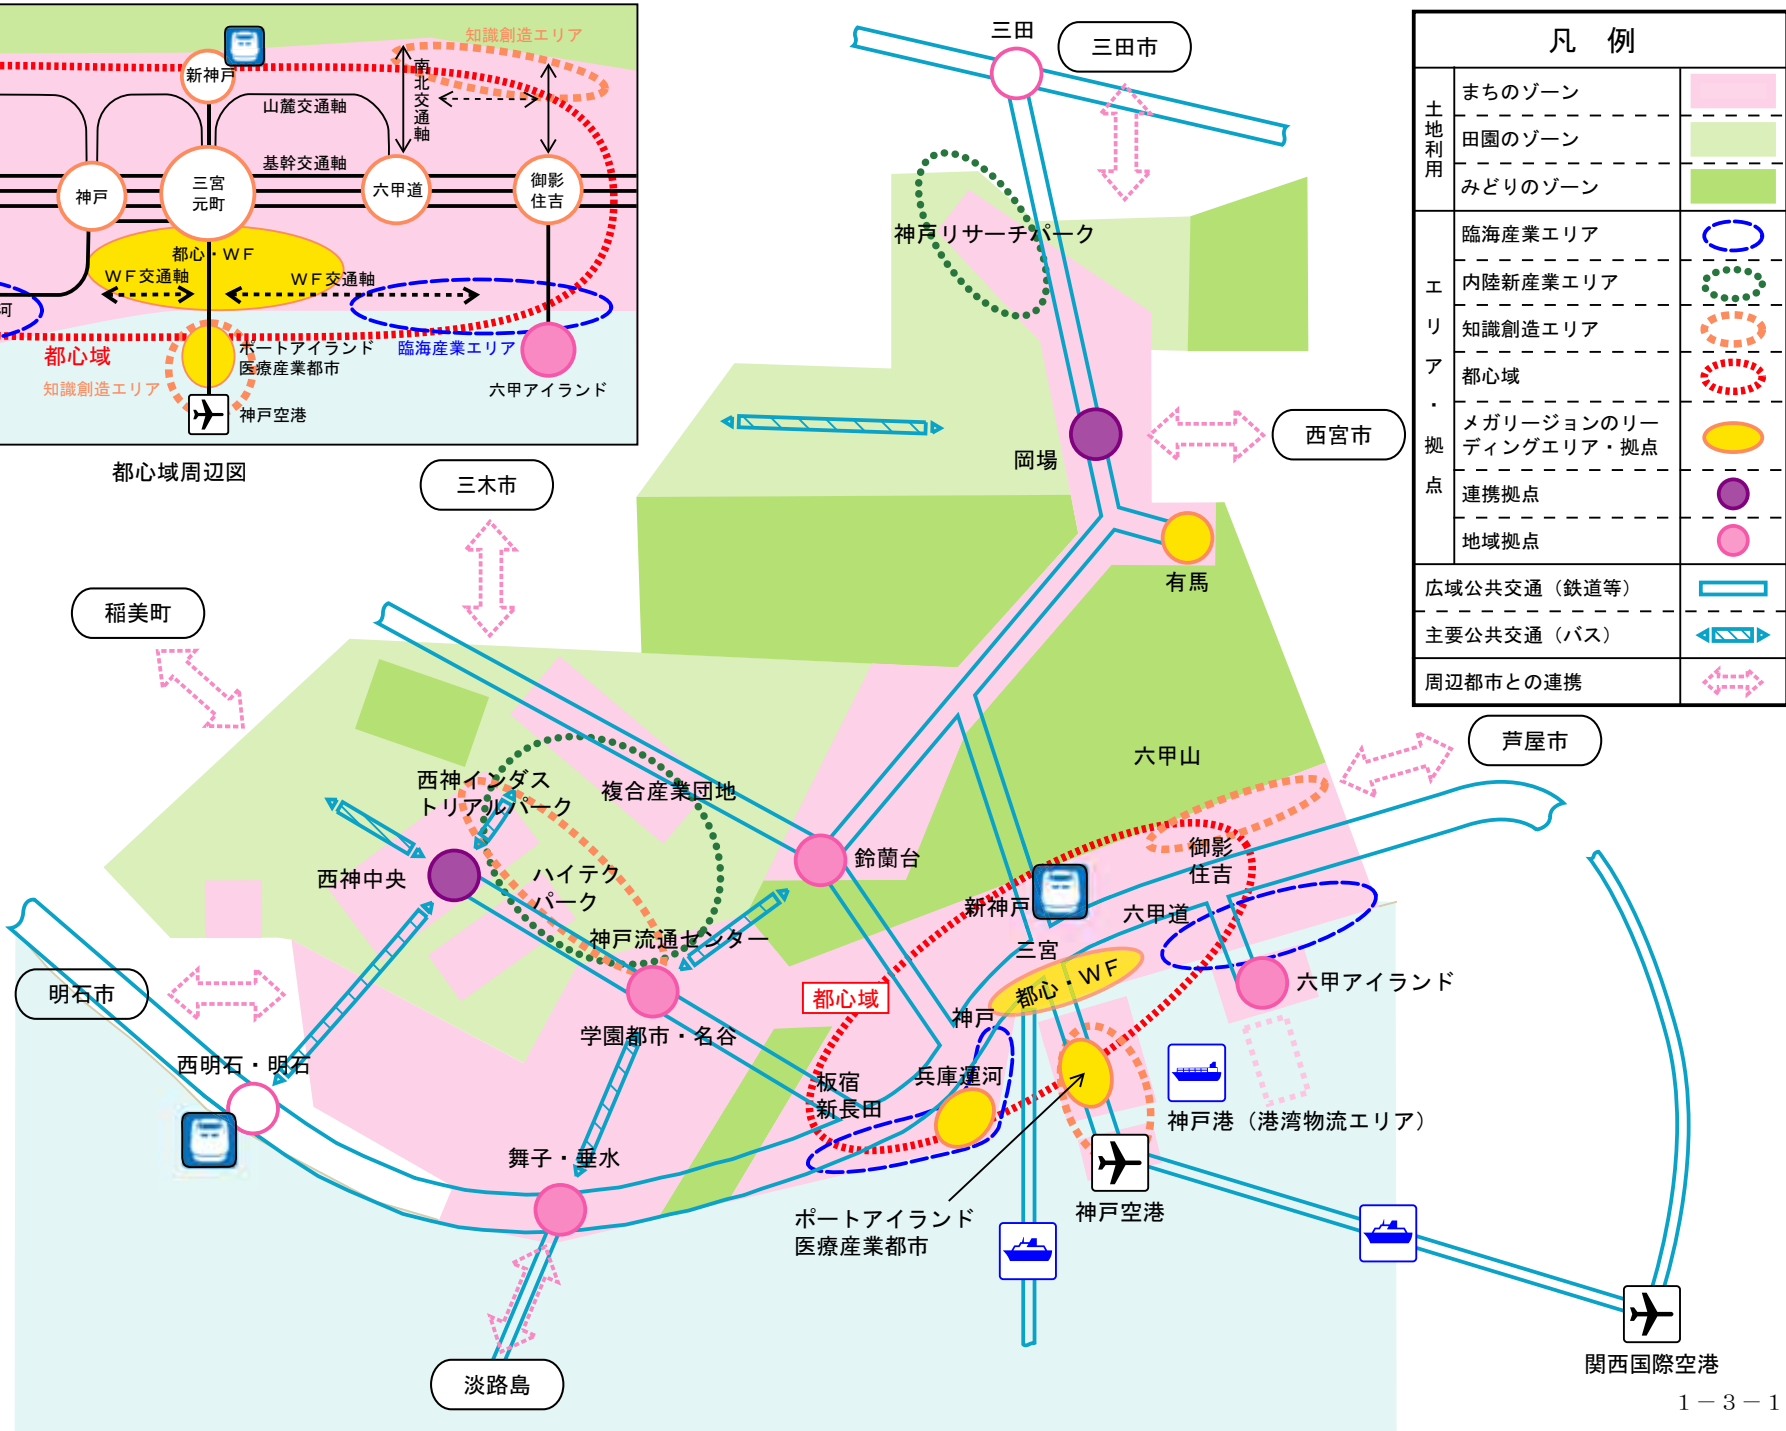 知識創造エリア
新神戸
南北交通軸
山麓交通軸
基幹交通軸
神戸
三宮
元町
六甲道
御影
住吉
都心・ＷＦ
ＷＦ交通軸
ＷＦ交通軸
河
都心域
知識創造エリア
ポートアイランド
医療産業都市
臨海産業エリア
六甲アイランド
神戸空港
都心域周辺図
三田
三田市
神戸リサーチパーク
岡場
西宮市
有馬
三木市
稲美町
六甲山
芦屋市
西神インダス
トリアルパーク
複合産業団地
西神中央
ハイテク
パーク
鈴蘭台
神戸流通センター
学園都市・名谷
明石市
西明石・明石
舞子・垂水
淡路島
新神戸
三宮
御影
住吉
六甲道
都心・ＷＦ
都心域
神戸
六甲アイランド
兵庫運河
板宿
新長田
神戸港（港湾物流エリア）
ポートアイランド
医療産業都市
神戸空港
関西国際空港
凡　例
土地利用
まちのゾーン
田園のゾーン
みどりのゾーン
エリア・拠点
臨海産業エリア
内陸新産業エリア
知識創造エリア
都心域
メガリージョンのリー
ディングエリア・拠点
連携拠点
地域拠点
広域公共交通（鉄道等）
主要公共交通（バス）
周辺都市との連携
１－３－１